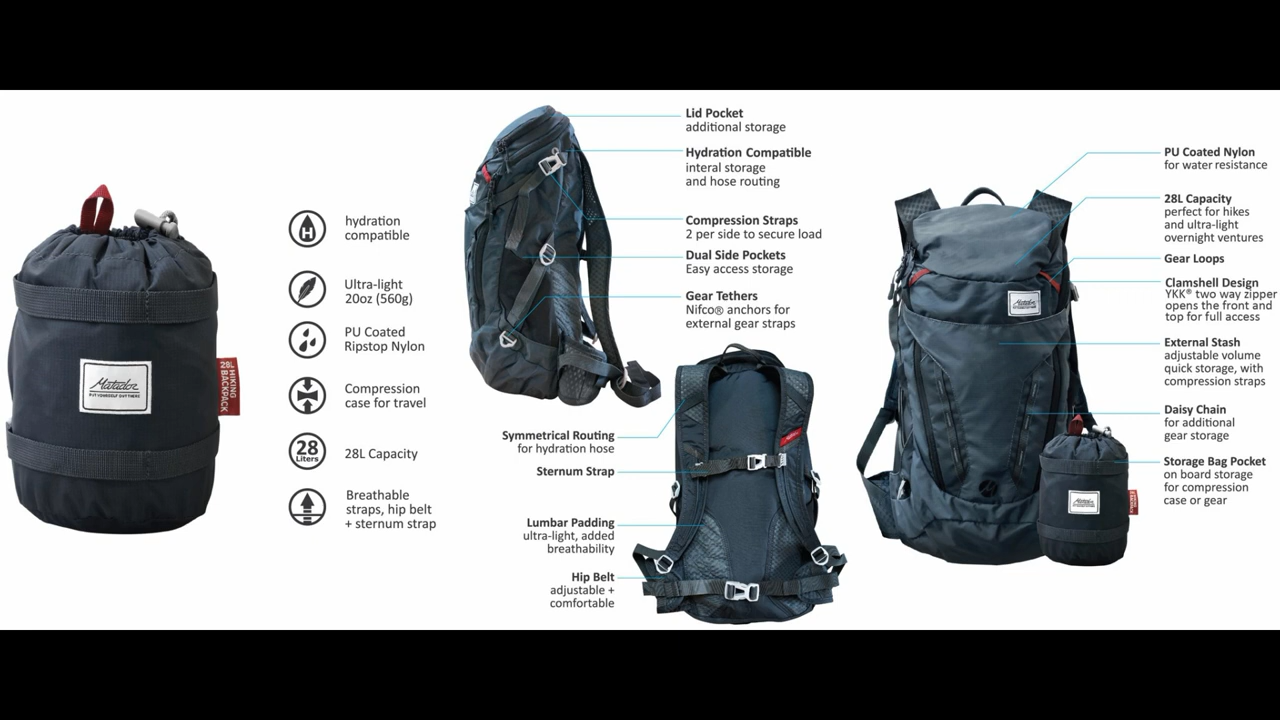 Matador
PUT YOURSELF OUT THERE
28L HIKING
BACKPACK
H
hydration
compatible
Ultra-light
20oz (560g)
PU Coated
Ripstop Nylon
Compression
case for travel
28
Liters
28L Capacity
Breathable
straps, hip belt
+ sternum strap
Lid Pocket
additional storage
Hydration Compatible
interal storage
and hose routing
Compression Straps
2 per side to secure load
Dual Side Pockets
Easy access storage
Gear Tethers
Nifco® anchors for
external gear straps
Symmetrical Routing
for hydration hose
Sternum Strap
Lumbar Padding
ultra-light, added
breathability
Hip Belt
adjustable +
comfortable
PU Coated Nylon
for water resistance
28L Capacity
perfect for hikes
and ultra-light
overnight ventures
Gear Loops
Clamshell Design
YKK® two way zipper
opens the front and
top for full access
External Stash
adjustable volume
quick storage, with
compression straps
Daisy Chain
for additional
gear storage
Storage Bag Pocket
on board storage
for compression
case or gear
Matador
Matador